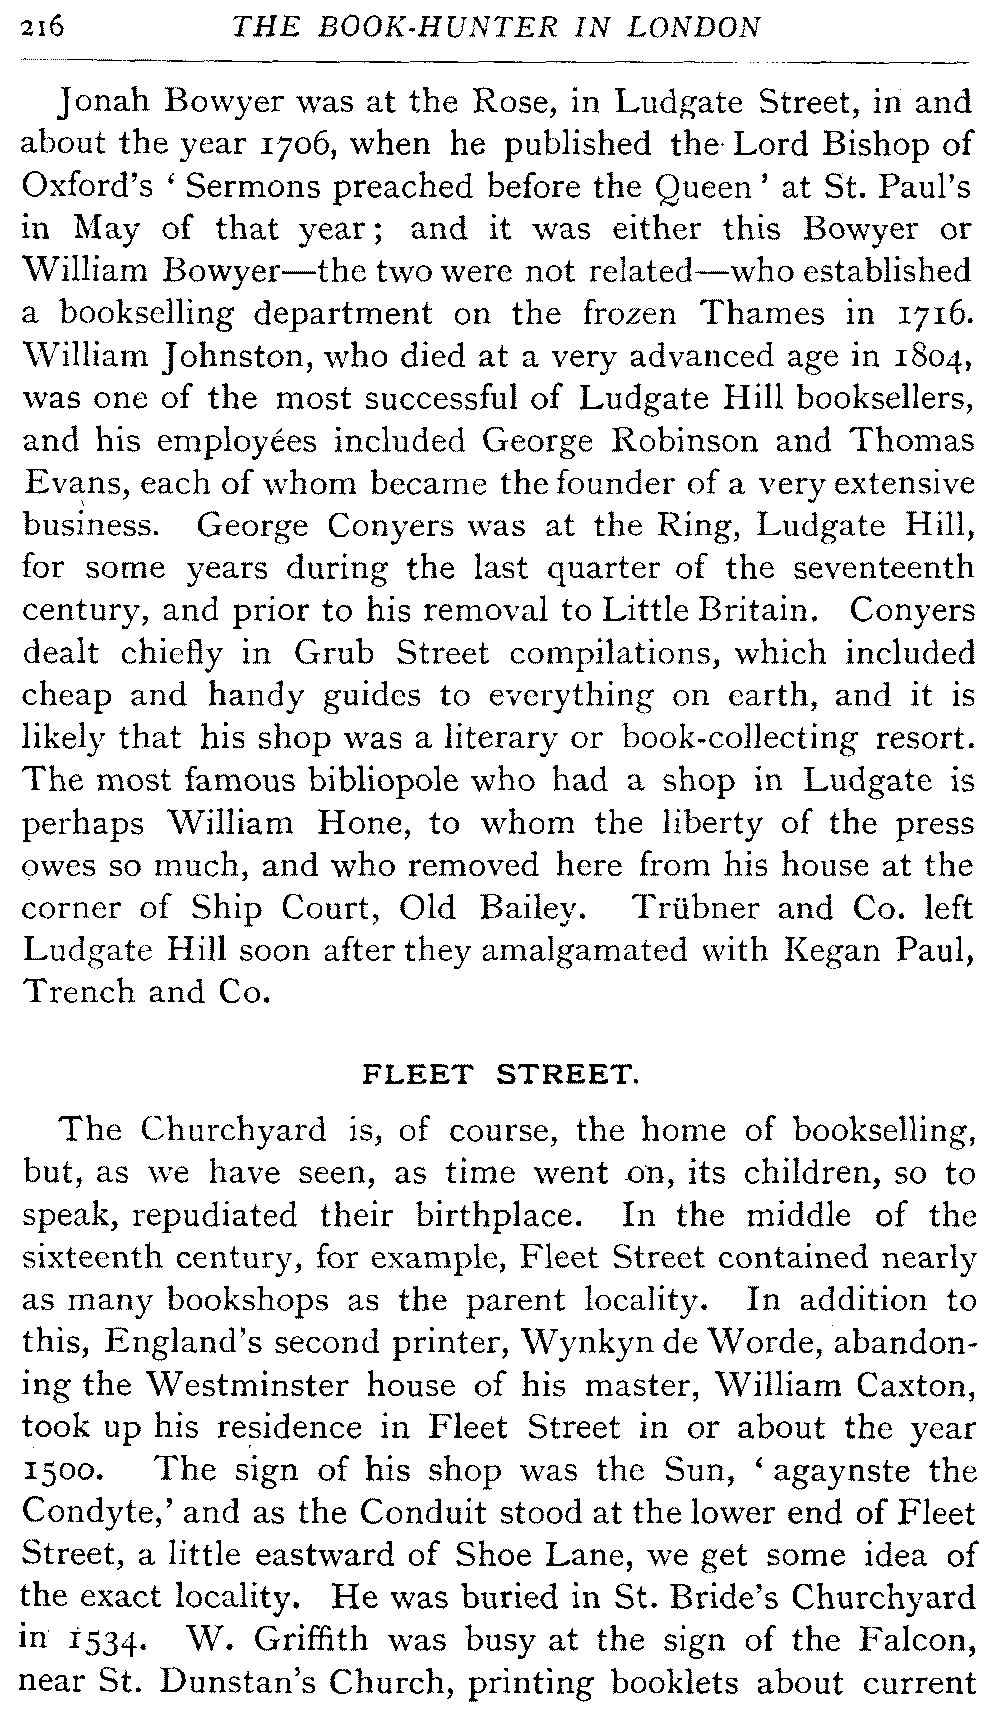 216 THE BOOK-HUNTER IN LONDON
Jonah Bowyer was at the Rose, in Ludgate Street, in and
about the year 1706, when he published the Lord Bishop of
Oxford's ‘ Sermons preached before the Queen ’ at St. Paul's
in May of that year; and it was either this Bowyer or
William Bowyer—the two were not related—who established
a bookselling department on the frozen Thames in 1716.
William Johnston, who died at a very advanced age in 1804,
was one of the most successful of Ludgate Hill booksellers,
and his employées included George Robinson and Thomas
Evans, each of whom became the founder of a very extensive
business. George Conyers was at the Ring, Ludgate Hill,
for some years during the last quarter of the seventeenth
century, and prior to his removal to Little Britain. Conyers
dealt chiefly in Grub Street compilations, which included
cheap and handy guides to everything on earth, and it is
likely that his shop was a literary or book-collecting resort.
The most famous bibliopole who had a shop in Ludgate is
perhaps William Hone, to whom the liberty of the press
owes so much, and who removed here from his house at the
corner of Ship Court, Old Bailey. Trübner and Co. left
Ludgate Hill soon after they amalgamated with Kegan Paul,
Trench and Co.
FLEET STREET.
The Churchyard is, of course, the home of bookselling,
but, as we have seen, as time went on, its children, so to
speak, repudiated their birthplace. In the middle of the
sixteenth century, for example, Fleet Street contained nearly
as many bookshops as the parent locality. In addition to
this, England's second printer, Wynkyn de Worde, abandon-
ing the Westminster house of his master, William Caxton,
took up his residence in Fleet Street in or about the year
1500. The sign of his shop was the Sun, ‘ agaynste the
Condyte,’ and as the Conduit stood at the lower end of Fleet
Street, a little eastward of Shoe Lane, we get some idea of
the exact locality. He was buried in St. Bride's Churchyard
in 1534. W. Griffith was busy at the sign of the Falcon,
near St. Dunstan's Church, printing booklets about current